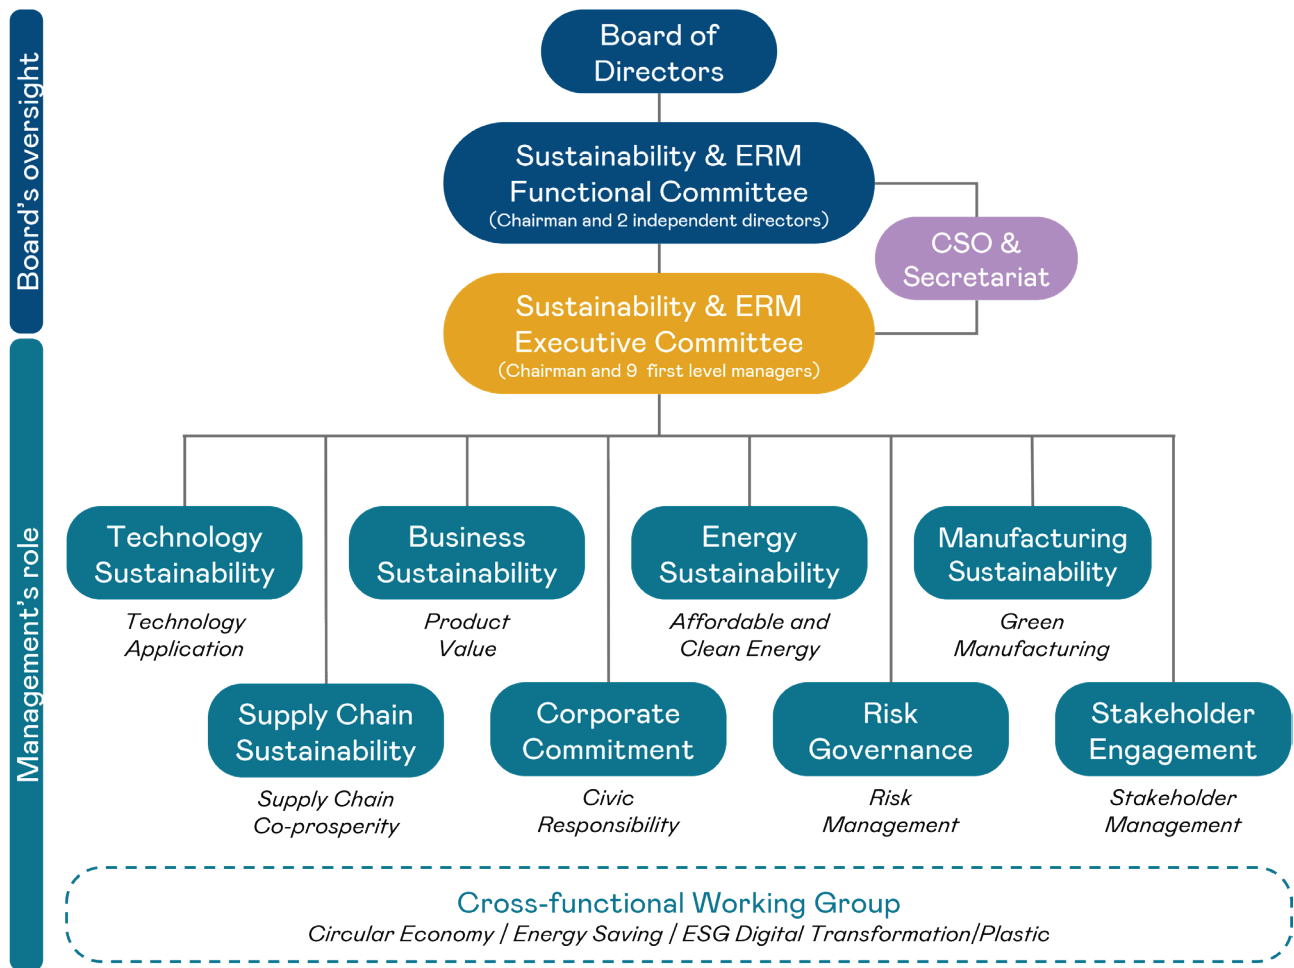 Board's oversight
Board of
Directors
Sustainability & ERM
Functional Committee
(Chairman and 2 independent directors)
CSO &
Secretariat
Sustainability & ERM
Executive Committee
(Chairman and 9 first level managers)
Management's role
Technology
Sustainability
Technology
Application
Business
Sustainability
Product
Value
Energy
Sustainability
Affordable and
Clean Energy
Manufacturing
Sustainability
Green
Manufacturing
Supply Chain
Sustainability
Supply Chain
Co-prosperity
Corporate
Commitment
Civic
Responsibility
Risk
Governance
Risk
Management
Stakeholder
Engagement
Stakeholder
Management
Cross-functional Working Group
Circular Economy / Energy Saving / ESG Digital Transformation/Plastic